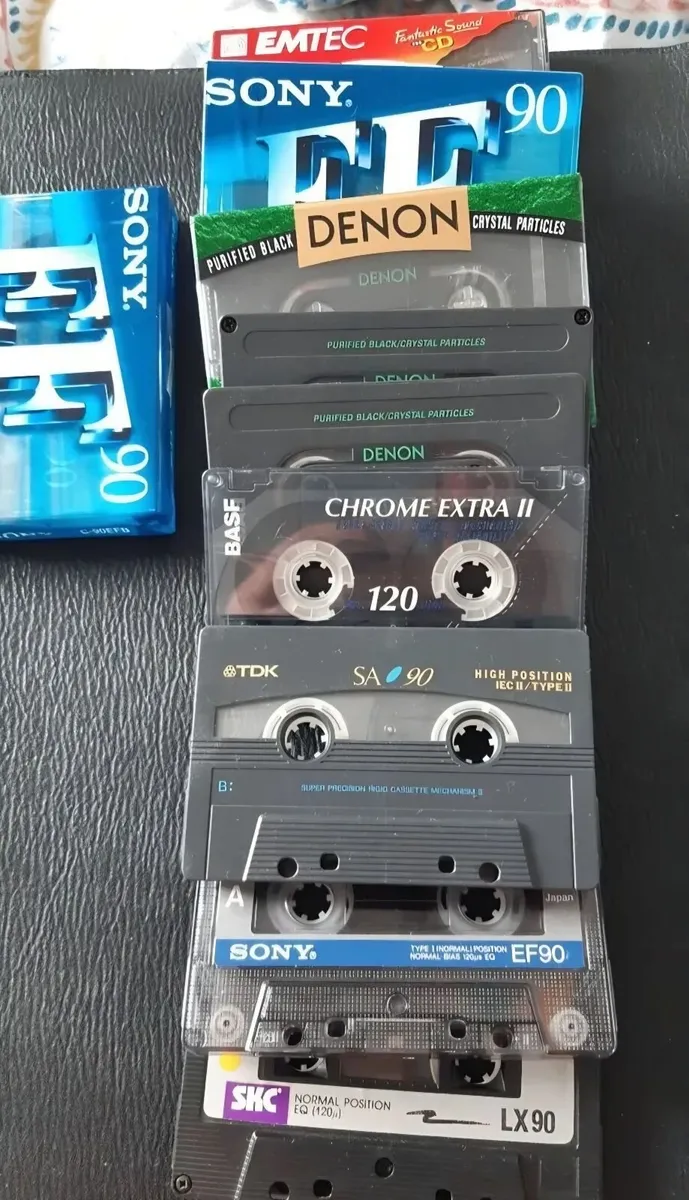 EMTEC
Fantastic Sound
CD
SONY®
EF
90
SONY®
EF
90
C-90EFB
PURIFIED BLACK
DENON
CRYSTAL PARTICLES
DENON
PURIFIED BLACK/CRYSTAL PARTICLES
DENON
PURIFIED BLACK/CRYSTAL PARTICLES
DENON
BASF
CHROME EXTRA II
120
TDK
SA 90
HIGH POSITION
IEC II / TYPE II
B:
SUPER PRECISION RIGID CASSETTE MECHANISM
A
Japan
SONY®
TYPE I (NORMAL) POSITION
NORMAL BIAS 120µs EQ
EF90
SKC
NORMAL POSITION
EQ (120µ)
LX90